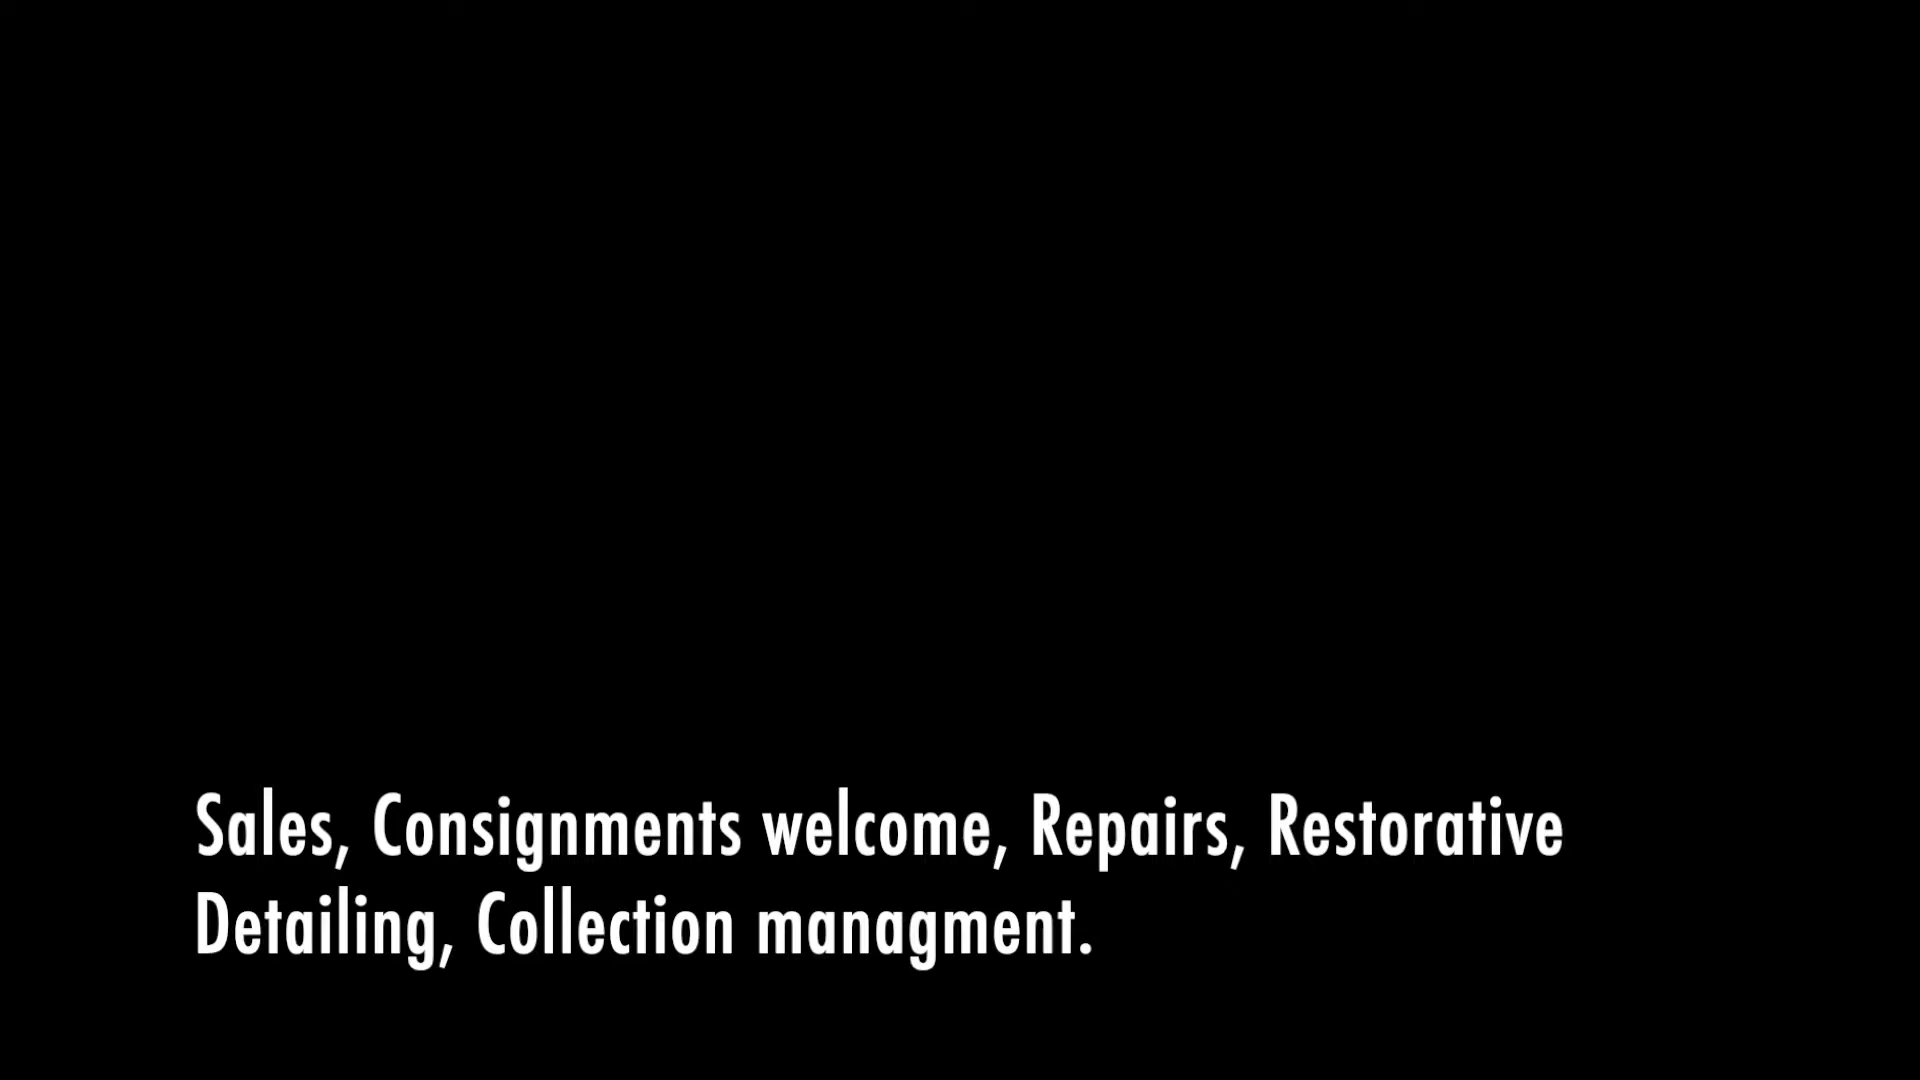 Sales, Consignments welcome, Repairs, Restorative
Detailing, Collection managment.